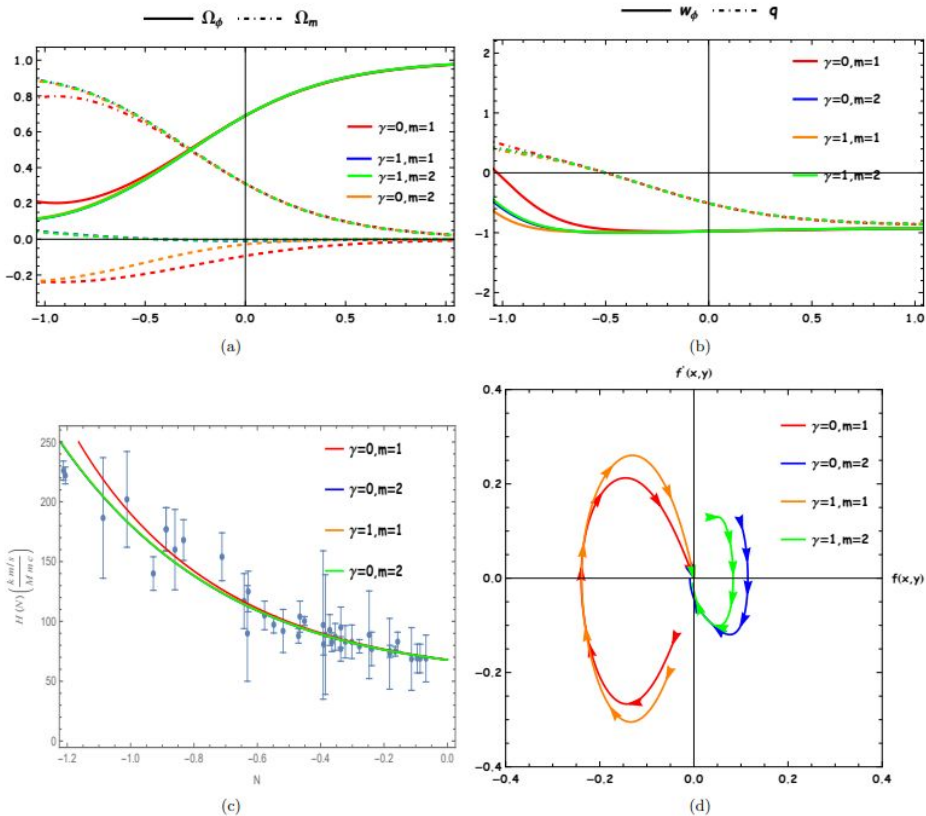 Ω_ϕ Ω_m
1.0
0.8
0.6
0.4
0.2
0.0
−0.2
γ=0,m=1
γ=1,m=1
γ=1,m=2
γ=0,m=2
−1.0 −0.5 0.0 0.5 1.0
(a)
w_ϕ q
2
1
0
−1
−2
γ=0,m=1
γ=0,m=2
γ=1,m=1
γ=1,m=2
−1.0 −0.5 0.0 0.5 1.0
(b)
H(N) (km/s / Mmc)
250
200
150
100
50
0
γ=0,m=1
γ=0,m=2
γ=1,m=1
γ=0,m=2
−1.2 −1.0 −0.8 −0.6 −0.4 −0.2 0.0
N
(c)
f'(x,y)
0.4
0.2
0.0
−0.2
−0.4
γ=0,m=1
γ=0,m=2
γ=1,m=1
γ=1,m=2
f(x,y)
−0.4 −0.2 0.0 0.2 0.4
(d)